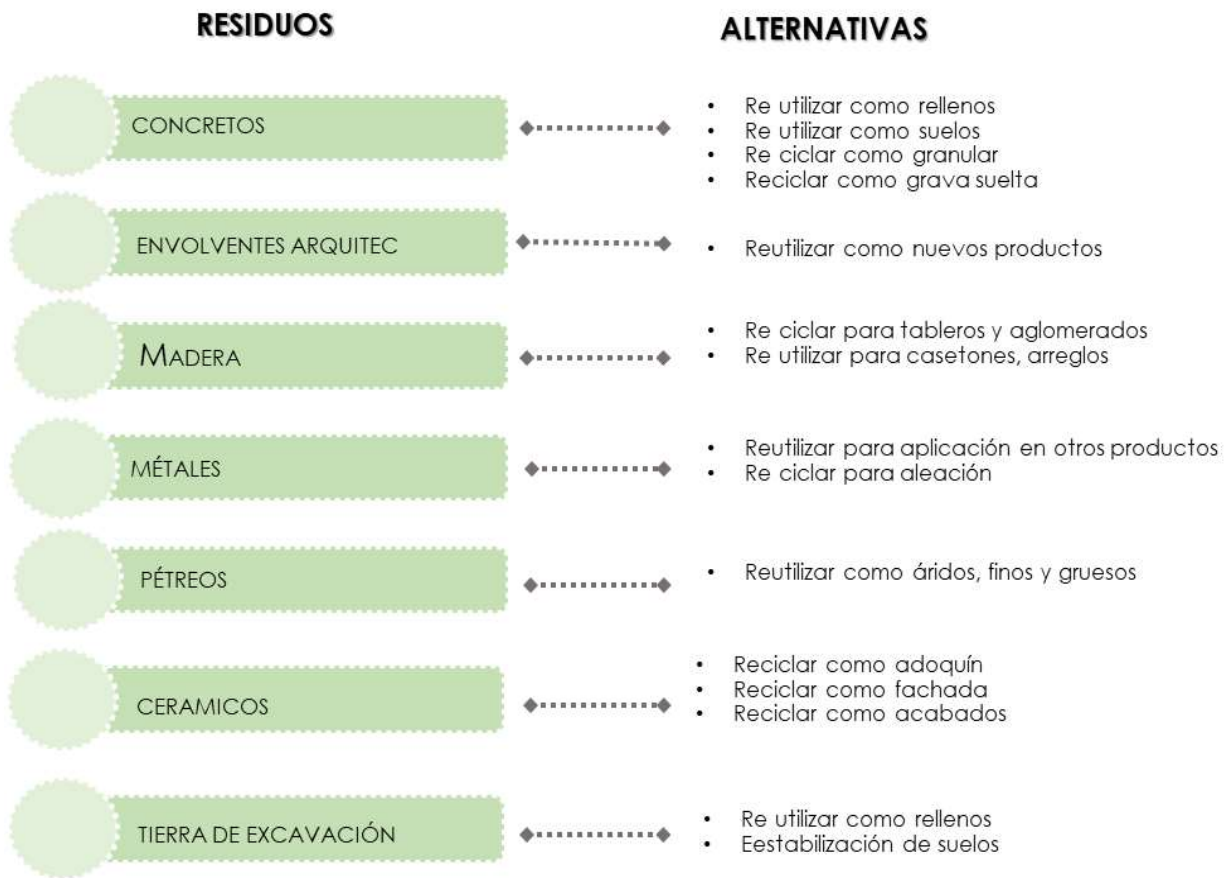 RESIDUOS
ALTERNATIVAS
CONCRETOS
• Re utilizar como rellenos
• Re utilizar como suelos
• Re ciclar como granular
• Reciclar como grava suelta
ENVOLVENTES ARQUITEC
• Reutilizar como nuevos productos
MADERA
• Re ciclar para tableros y aglomerados
• Re utilizar para casetones, arreglos
MÉTALES
• Reutilizar para aplicación en otros productos
• Re ciclar para aleación
PÉTREOS
• Reutilizar como áridos, finos y gruesos
CERAMICOS
• Reciclar como adoquín
• Reciclar como fachada
• Reciclar como acabados
TIERRA DE EXCAVACIÓN
• Re utilizar como rellenos
• Eestabilización de suelos